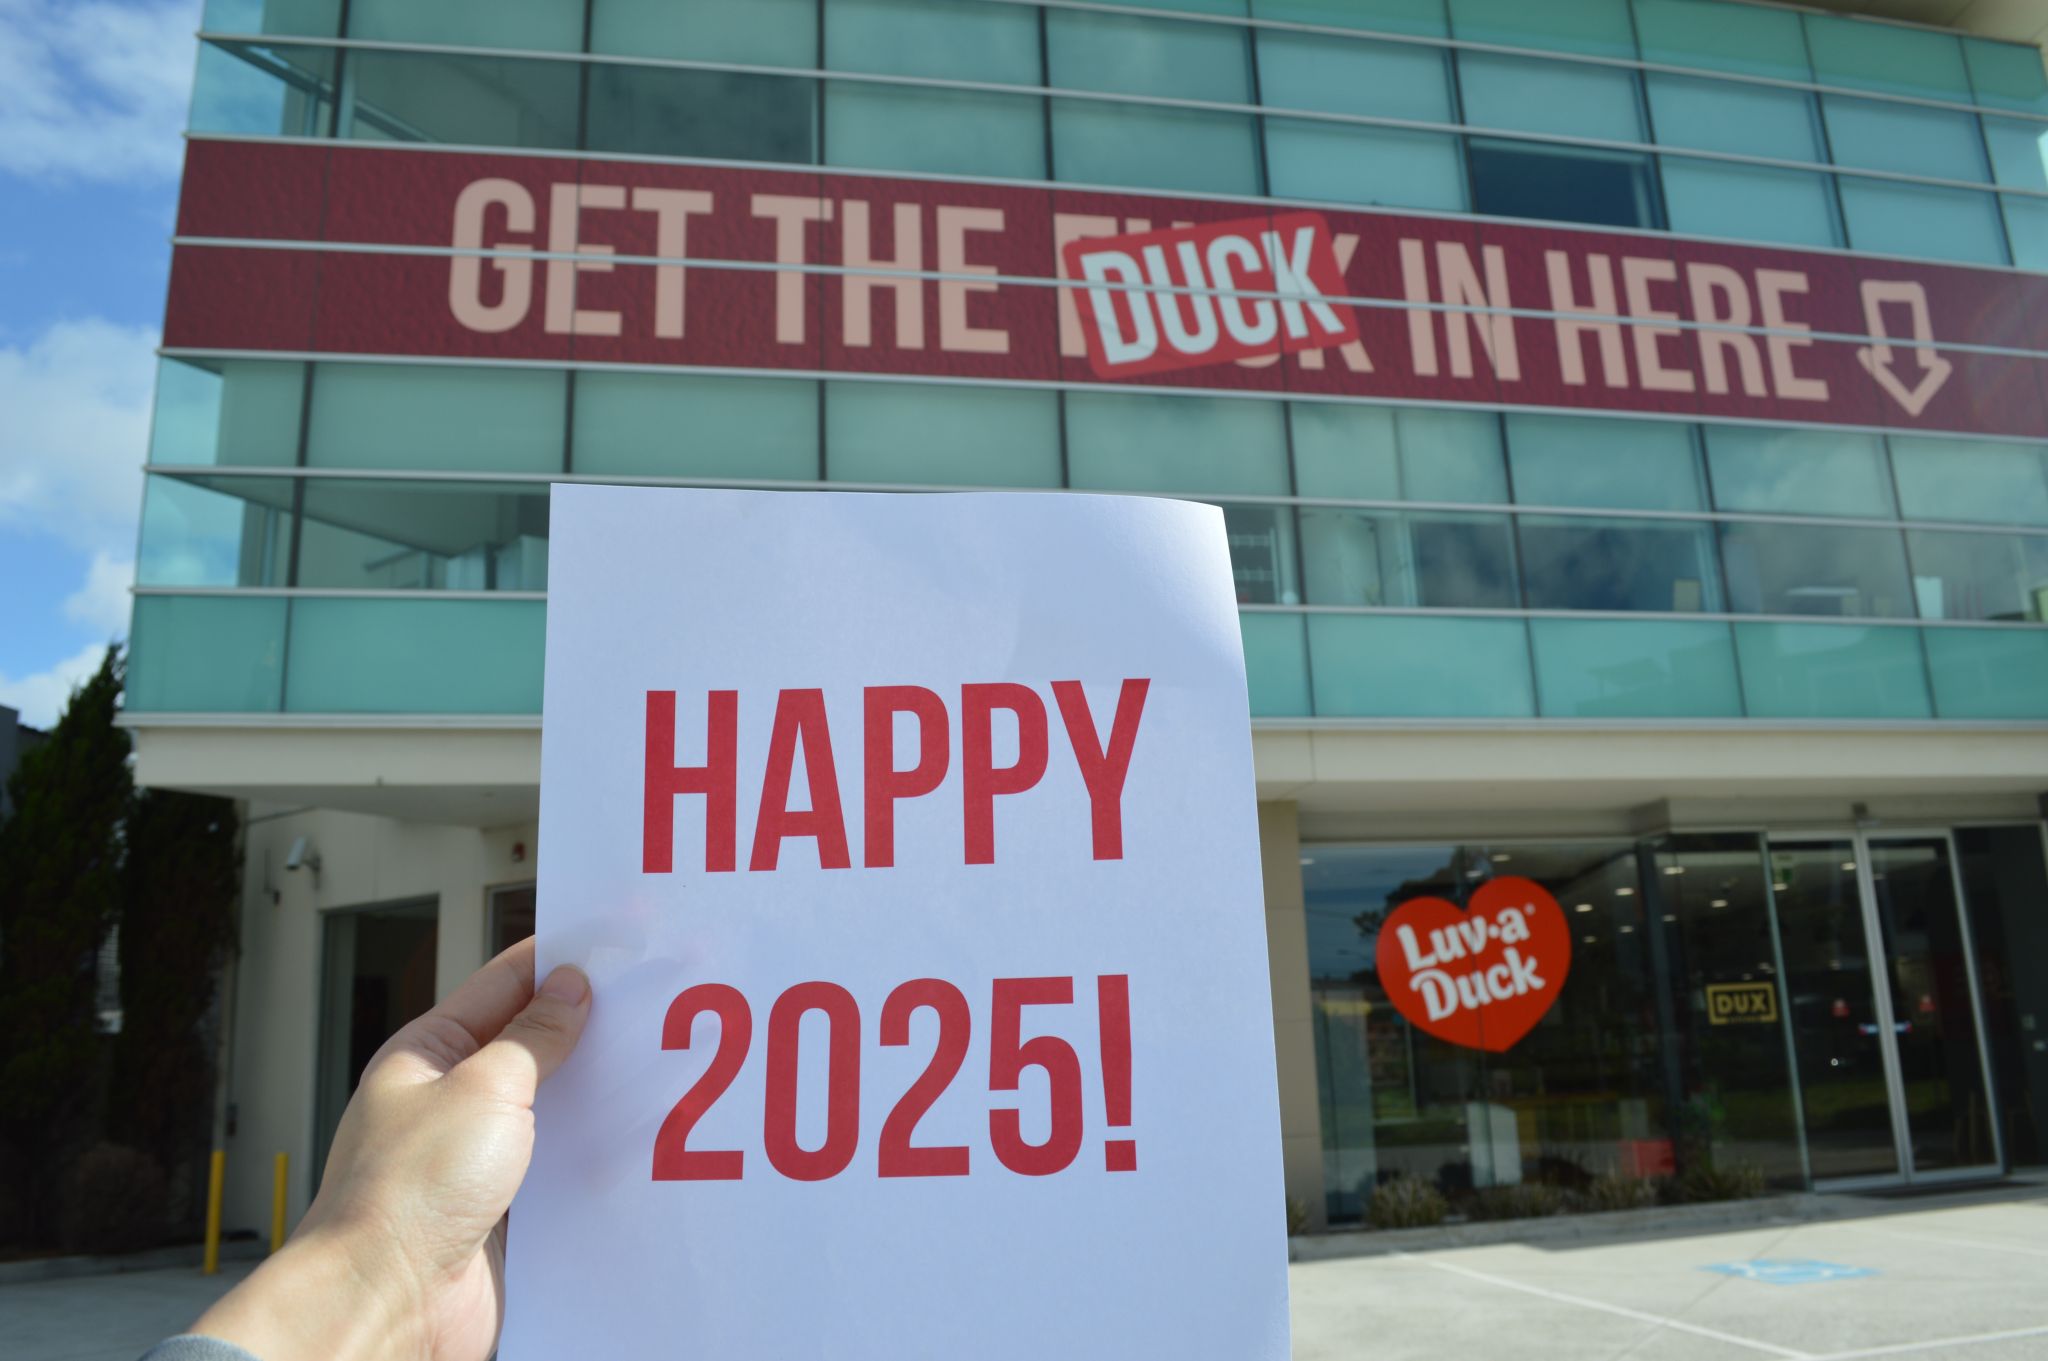 GET THE DUCK IN HERE
HAPPY
2025!
Luv-a®
Duck
DUX